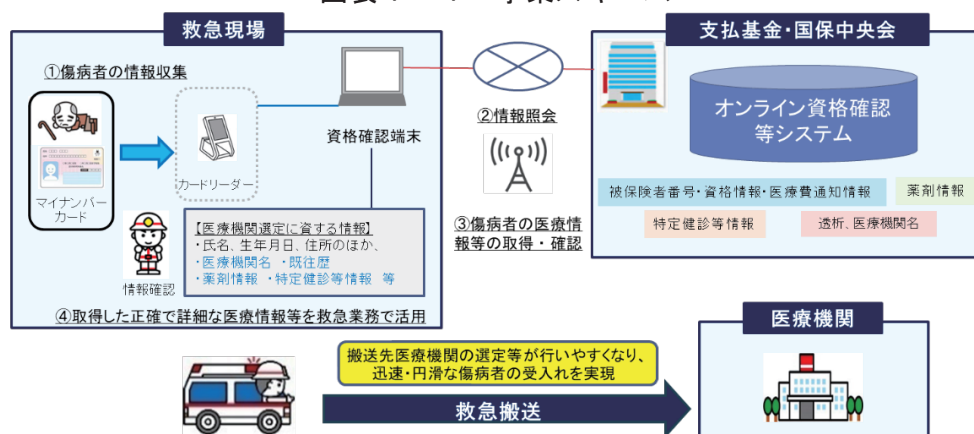 救急現場
①傷病者の情報収集
マイナンバー
カード
カードリーダー
資格確認端末
情報確認
【医療機関選定に資する情報】
・氏名、生年月日、住所のほか、
・医療機関名 ・既往歴
・薬剤情報 ・特定健診等情報 等
④取得した正確で詳細な医療情報等を救急業務で活用
②情報照会
③傷病者の医療情
報等の取得・確認
支払基金・国保中央会
オンライン資格確認
等システム
被保険者番号・資格情報・医療費通知情報
薬剤情報
特定健診等情報
透析、医療機関名
搬送先医療機関の選定等が行いやすくなり、
迅速・円滑な傷病者の受入れを実現
救急搬送
医療機関